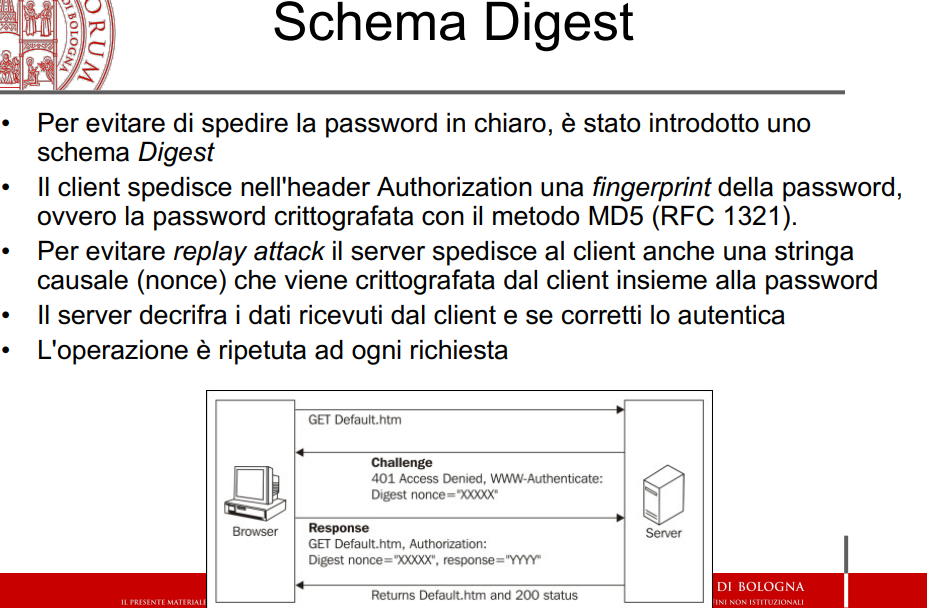 Schema Digest
ORUM
DI BOLOGNA
• Per evitare di spedire la password in chiaro, è stato introdotto uno
schema Digest
• Il client spedisce nell'header Authorization una fingerprint della password,
ovvero la password crittografata con il metodo MD5 (RFC 1321).
• Per evitare replay attack il server spedisce al client anche una stringa
causale (nonce) che viene crittografata dal client insieme alla password
• Il server decrifra i dati ricevuti dal client e se corretti lo autentica
• L'operazione è ripetuta ad ogni richiesta
GET Default.htm
Challenge
401 Access Denied, WWW-Authenticate:
Digest nonce="XXXXX"
Browser
Server
Response
GET Default.htm, Authorization:
Digest nonce="XXXXX", response="YYYY"
Returns Default.htm and 200 status
DI BOLOGNA
IL PRESENTE MATERIALE
FINI NON ISTITUZIONALI